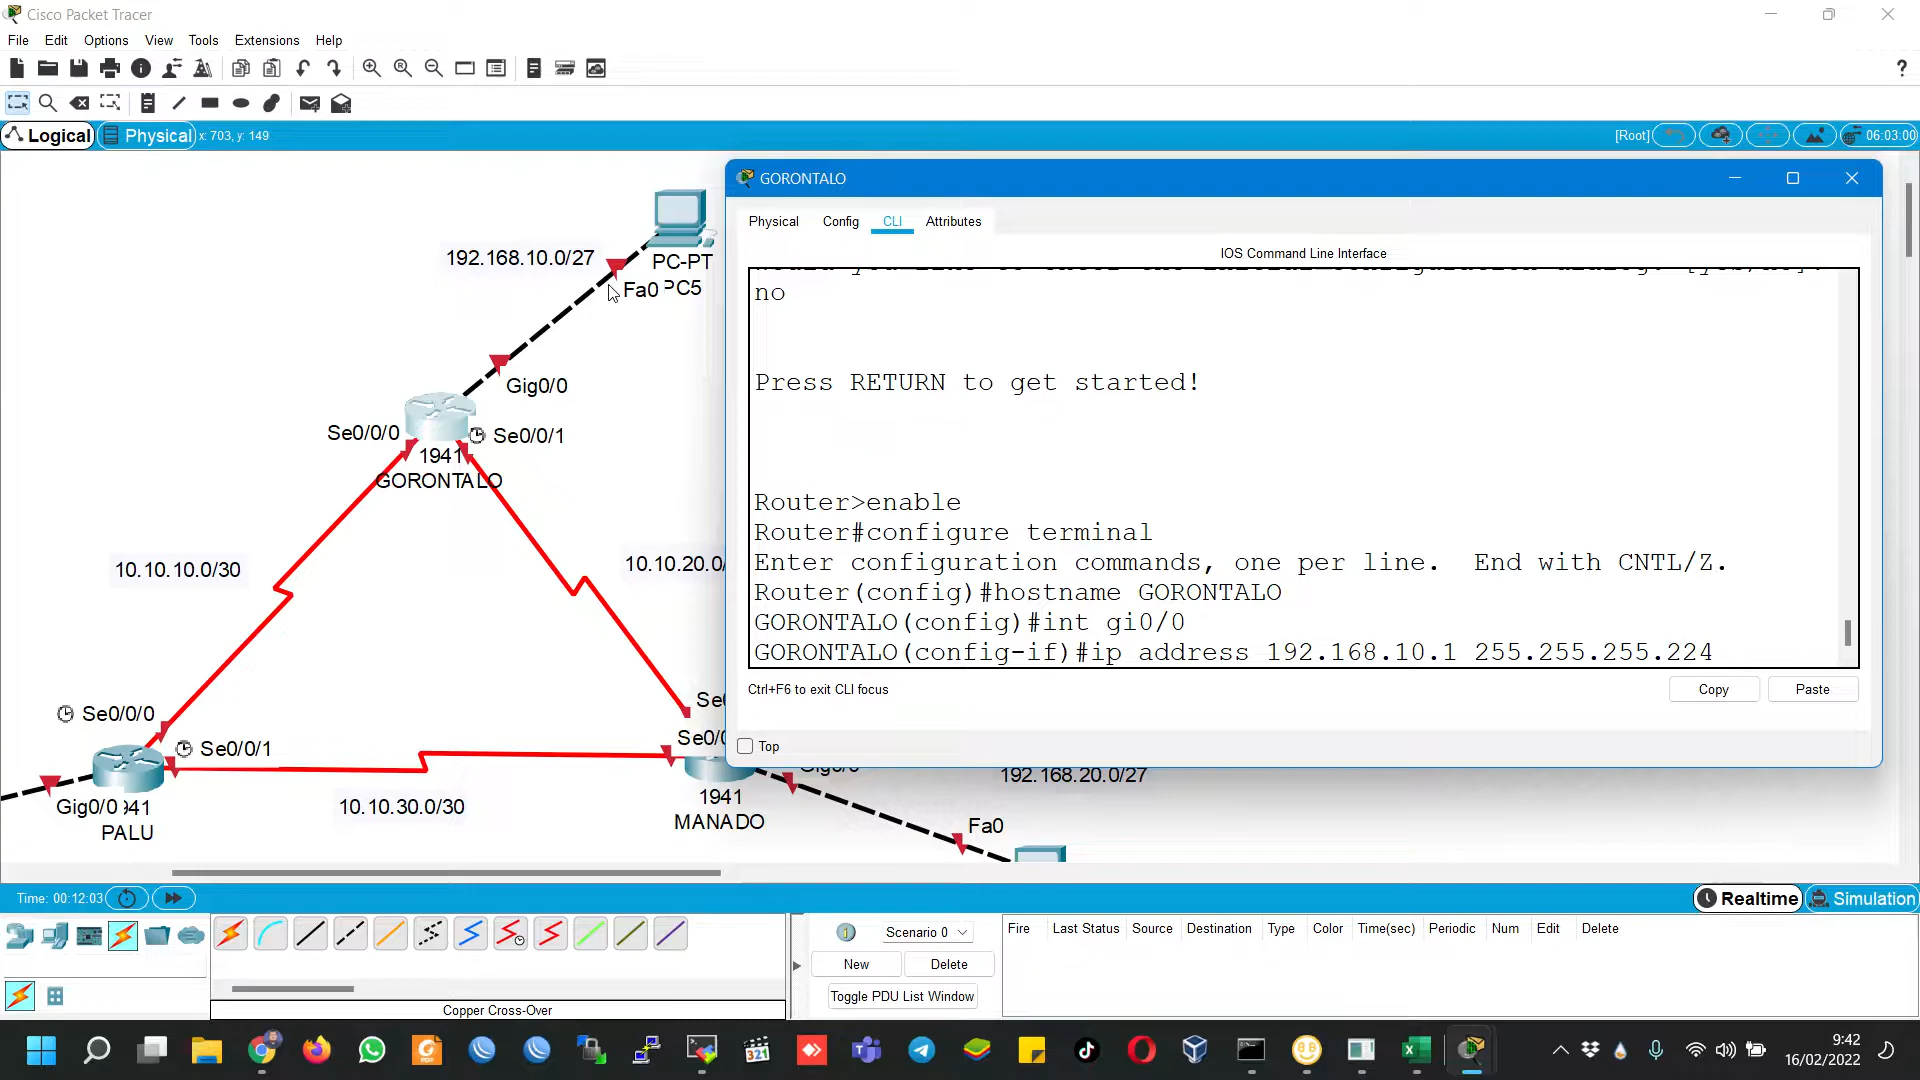 Cisco Packet Tracer
File Edit Options View Tools Extensions Help
?
Logical Physical x: 703, y: 149 [Root] 06:03:00
GORONTALO
Physical Config CLI Attributes
IOS Command Line Interface
no
Press RETURN to get started!
Router>enable
Router#configure terminal
Enter configuration commands, one per line. End with CNTL/Z.
Router(config)#hostname GORONTALO
GORONTALO(config)#int gi0/0
GORONTALO(config-if)#ip address 192.168.10.1 255.255.255.224
Ctrl+F6 to exit CLI focus
Copy Paste
Top
192.168.10.0/27
PC-PT
PC5
Fa0
Gig0/0
Se0/0/0
Se0/0/1
1941
GORONTALO
10.10.10.0/30
10.10.20.0/
Se0/0/0
Se0/0/1
Gig0/0
PALU
10.10.30.0/30
1941
MANADO
192.168.20.0/27
Fa0
Time: 00:12:03
Realtime Simulation
Scenario 0
New Delete
Toggle PDU List Window
Fire Last Status Source Destination Type Color Time(sec) Periodic Num Edit Delete
Copper Cross-Over
321
9:42
16/02/2022